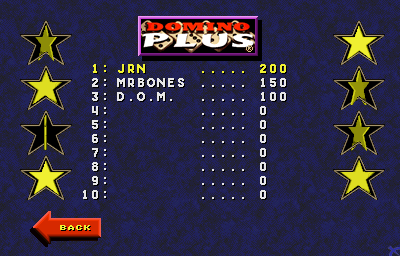 DOMINO
PLUS®
1: JRN ..... 200
2: MRBONES ..... 150
3: D.O.M. ..... 100
4: ..... 0
5: ..... 0
6: ..... 0
7: ..... 0
8: ..... 0
9: ..... 0
10: ..... 0
BACK